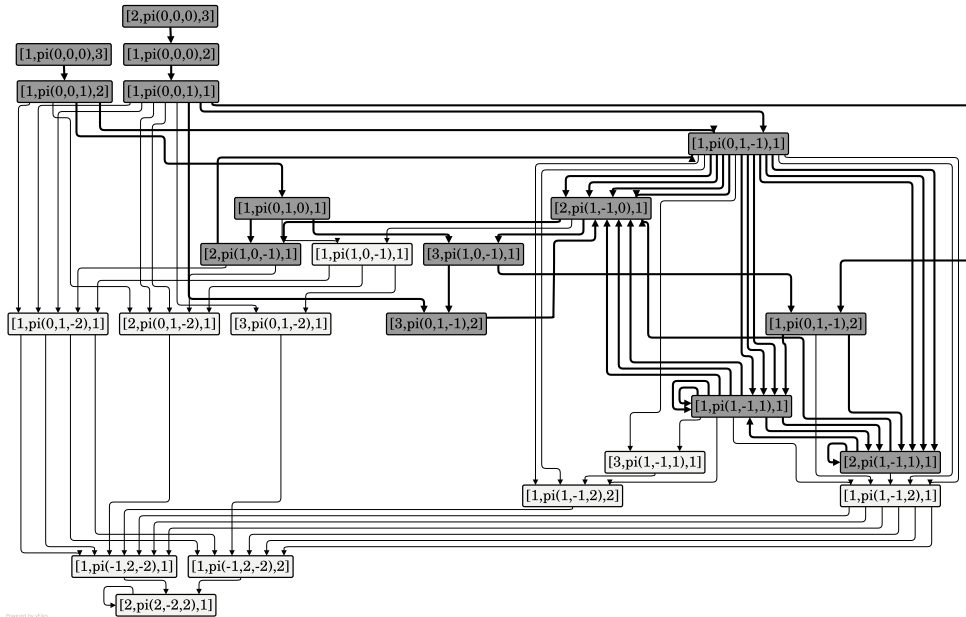 [2,pi(0,0,0),3]
[1,pi(0,0,0),3]
[1,pi(0,0,0),2]
[1,pi(0,0,1),2]
[1,pi(0,0,1),1]
[1,pi(0,1,-1),1]
[1,pi(0,1,0),1]
[2,pi(1,-1,0),1]
[2,pi(1,0,-1),1]
[1,pi(1,0,-1),1]
[3,pi(1,0,-1),1]
[1,pi(0,1,-2),1]
[2,pi(0,1,-2),1]
[3,pi(0,1,-2),1]
[3,pi(0,1,-1),2]
[1,pi(0,1,-1),2]
[1,pi(1,-1,1),1]
[3,pi(1,-1,1),1]
[2,pi(1,-1,1),1]
[1,pi(1,-1,2),2]
[1,pi(1,-1,2),1]
[1,pi(-1,2,-2),1]
[1,pi(-1,2,-2),2]
[2,pi(2,-2,2),1]
Powered by yFiles